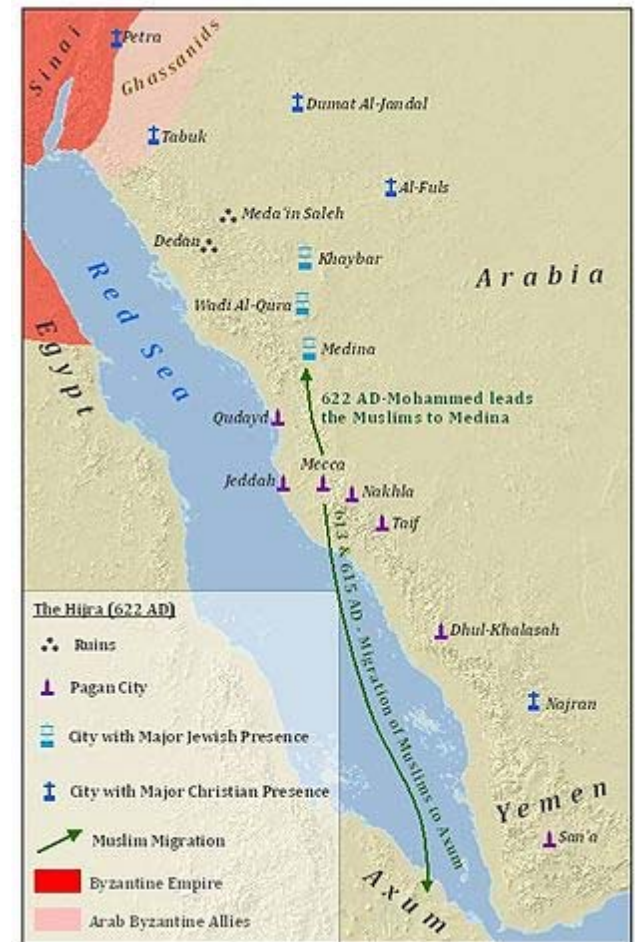 Sinai
Petra
Ghassanids
Dumat Al-Jandal
Tabuk
Al-Fuls
Meda'in Saleh
Dedan
Khaybar
Arabia
Red Sea
Wadi Al-Qura
Egypt
Medina
622 AD-Mohammed leads
the Muslims to Medina
Qudayd
Mecca
Jeddah
Nakhla
Taif
613 & 615 AD - Migration of Muslims to Axum
Dhul-Khalasah
Najran
Yemen
San'a
Axum
The Hijra (622 AD)
Ruins
Pagan City
City with Major Jewish Presence
City with Major Christian Presence
Muslim Migration
Byzantine Empire
Arab Byzantine Allies